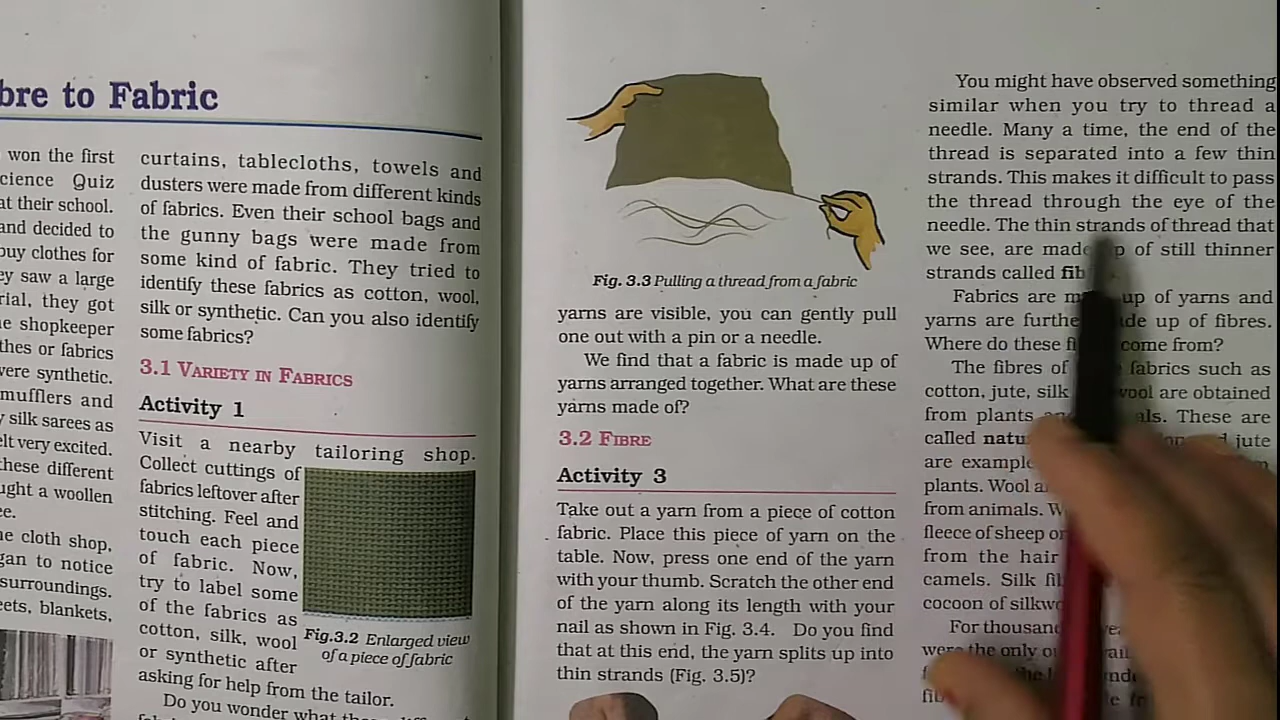 bre to Fabric
won the first
cience Quiz
at their school.
and decided to
buy clothes for
ey saw a large
rial, they got
e shopkeeper
thes or fabrics
were synthetic.
mufflers and
silk sarees as
elt very excited.
these different
ught a woollen
e.
he cloth shop,
gan to notice
surroundings.
eets, blankets,
curtains, tablecloths, towels and
dusters were made from different kinds
of fabrics. Even their school bags and
the gunny bags were made from
some kind of fabric. They tried to
identify these fabrics as cotton, wool,
silk or synthetic. Can you also identify
some fabrics?
3.1 VARIETY IN FABRICS
Activity 1
Visit a nearby tailoring shop.
Collect cuttings of
fabrics leftover after
stitching. Feel and
touch each piece
of fabric. Now,
try to label some
of the fabrics as
cotton, silk, wool
or synthetic after
asking for help from the tailor.
Do you wonder what
Fig.3.2 Enlarged view
of a piece of fabric
Fig. 3.3 Pulling a thread from a fabric
yarns are visible, you can gently pull
one out with a pin or a needle.
We find that a fabric is made up of
yarns arranged together. What are these
yarns made of?
3.2 FIBRE
Activity 3
Take out a yarn from a piece of cotton
fabric. Place this piece of yarn on the
table. Now, press one end of the yarn
with your thumb. Scratch the other end
of the yarn along its length with your
nail as shown in Fig. 3.4. Do you find
that at this end, the yarn splits up into
thin strands (Fig. 3.5)?
You might have observed something
similar when you try to thread a
needle. Many a time, the end of the
thread is separated into a few thin
strands. This makes it difficult to pass
the thread through the eye of the
needle. The thin strands of thread that
we see, are made up of still thinner
strands called fib
Fabrics are m up of yarns and
yarns are furthe de up of fibres.
Where do these fi come from?
The fibres of fabrics such as
cotton, jute, silk wool are obtained
from plants als. These are
called natu jute
are example
plants. Wool a
from animals. W
fleece of sheep or
from the hair
camels. Silk fib
cocoon of silkwo
For thousan
were the only